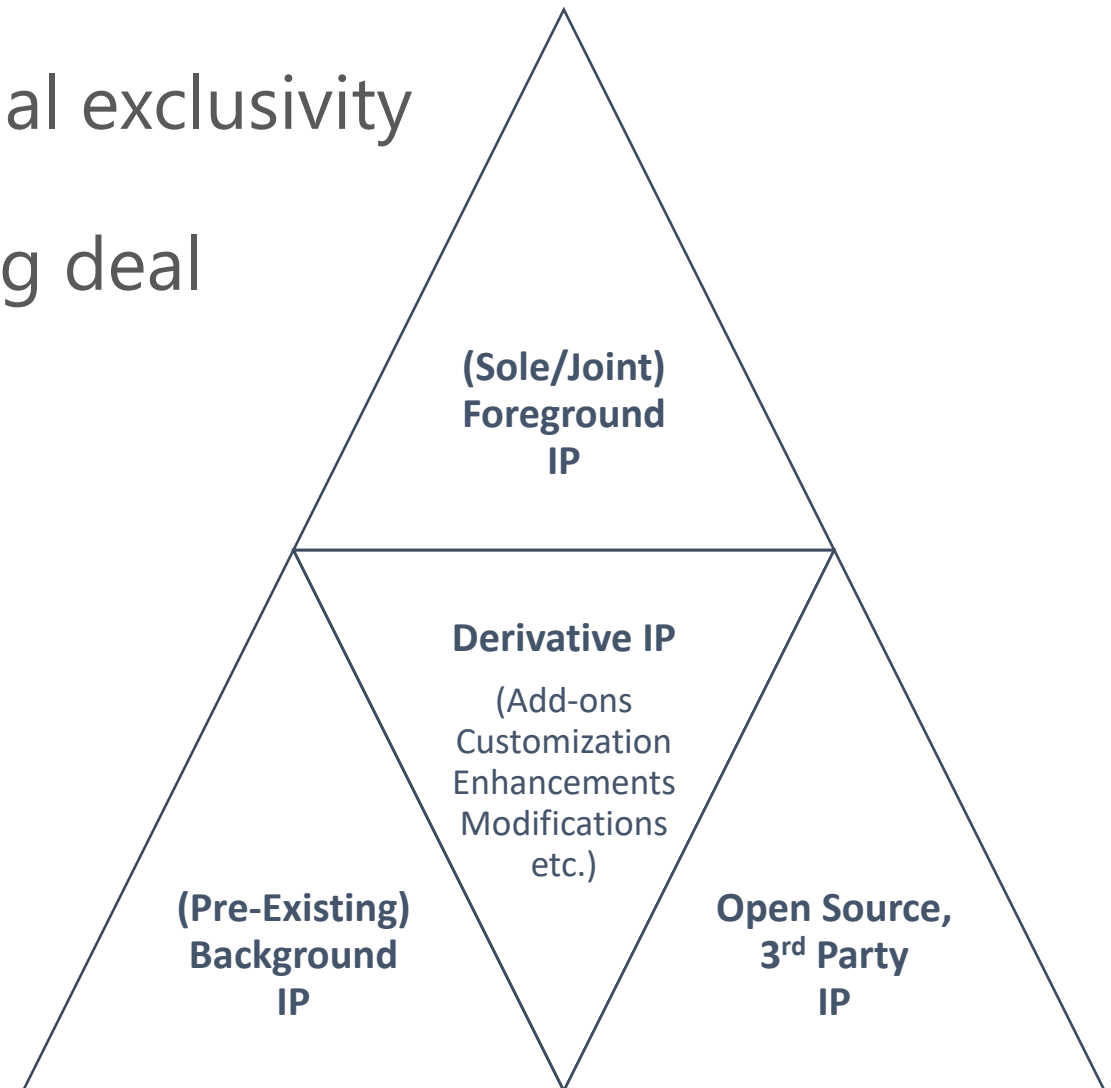 al exclusivity
g deal
(Sole/Joint)
Foreground
IP
Derivative IP
(Add-ons
Customization
Enhancements
Modifications
etc.)
(Pre-Existing)
Background
IP
Open Source,
3rd Party
IP